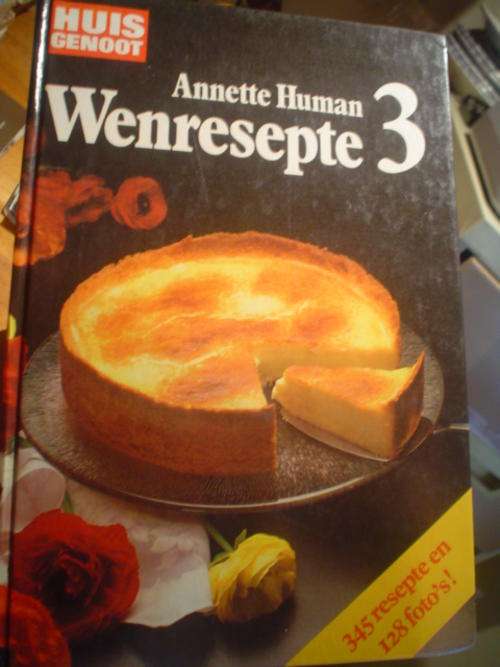 HUIS
GENOOT
Annette Human
Wenresepte 3
345 resepte en
128 foto's!